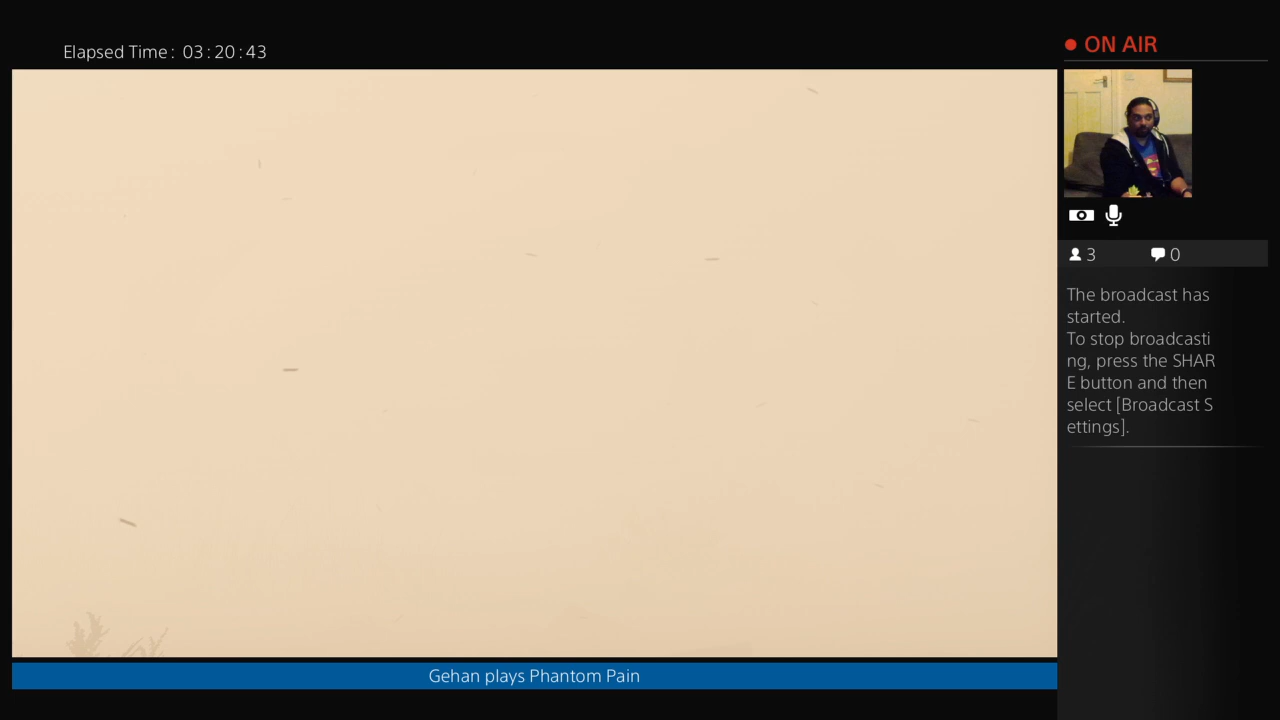 Elapsed Time: 03:20:43
ON AIR
3 0
The broadcast has
started.
To stop broadcasti
ng, press the SHAR
E button and then
select [Broadcast S
ettings].
Gehan plays Phantom Pain